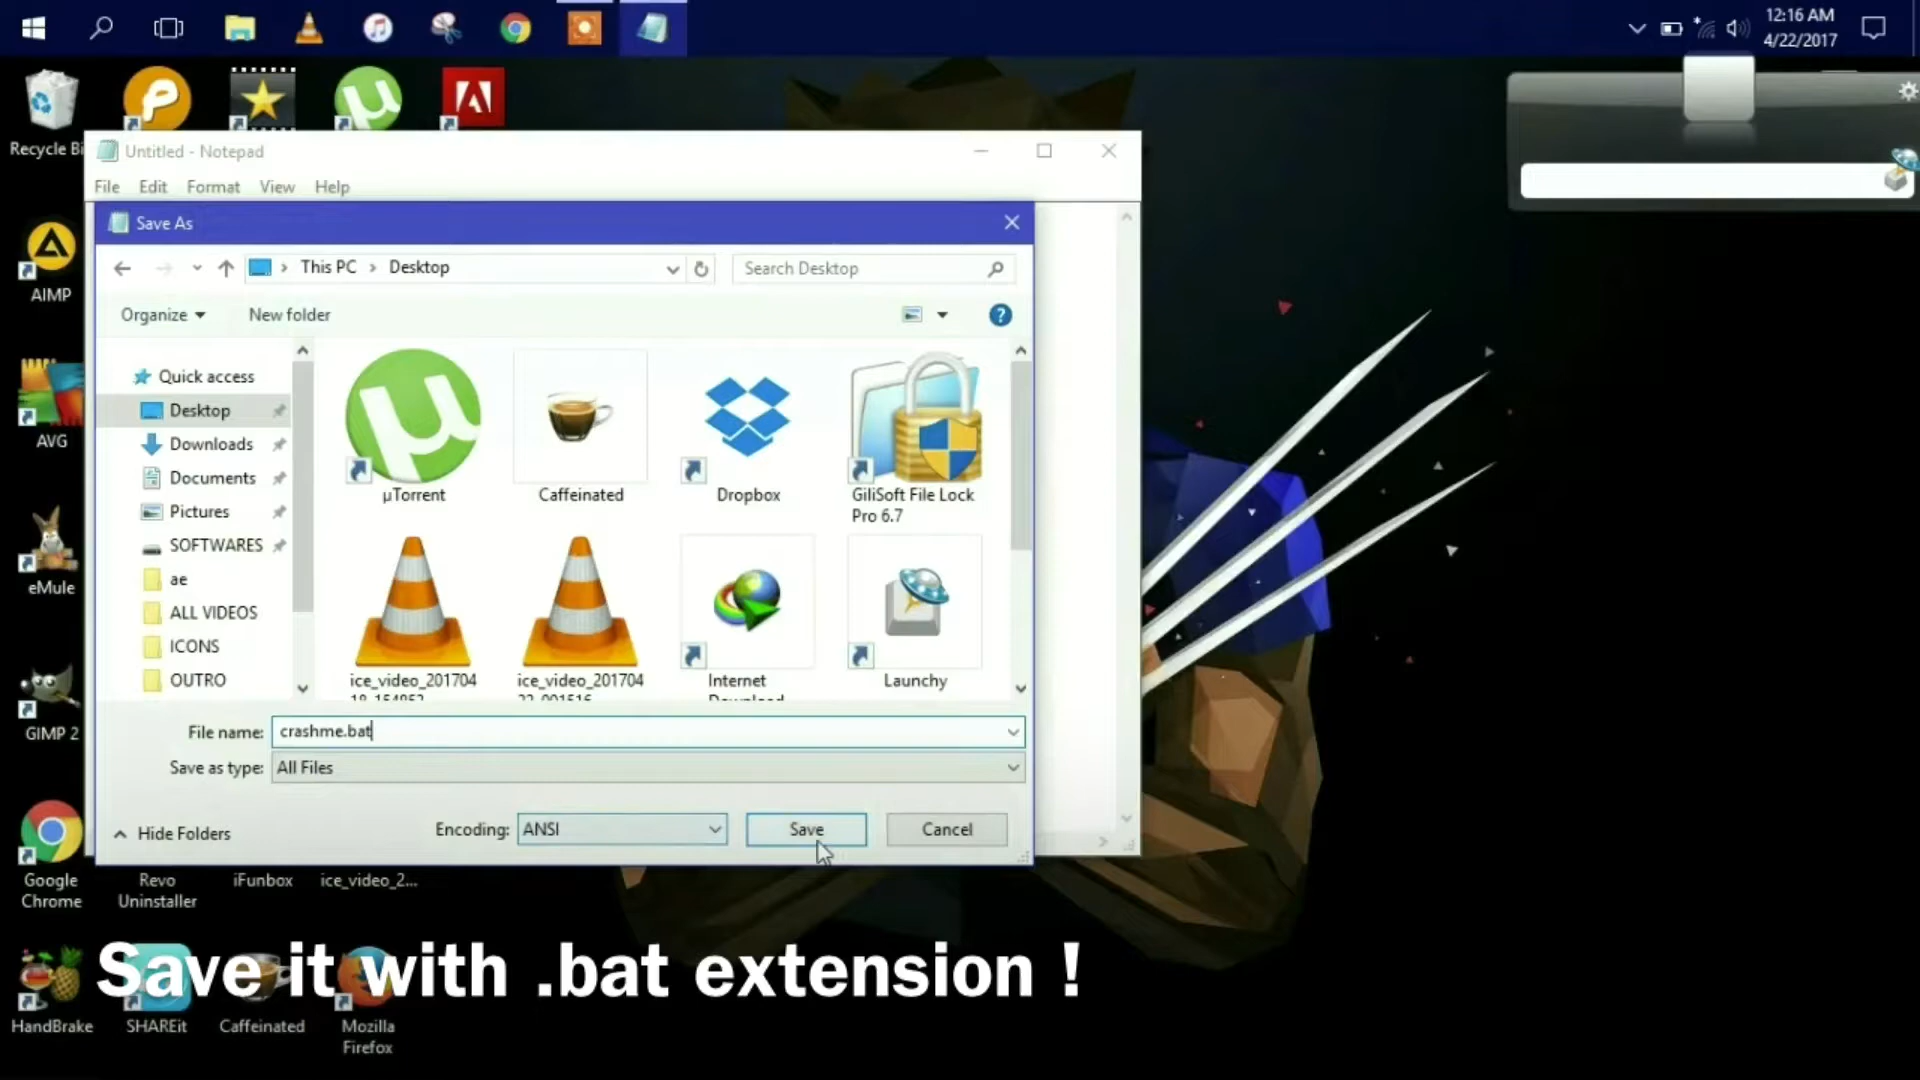 12:16 AM
4/22/2017
Recycle Bi
Untitled - Notepad
File Edit Format View Help
Save As
This PC > Desktop
Search Desktop
Organize New folder
Quick access
Desktop
Downloads
Documents
Pictures
SOFTWARES
ae
ALL VIDEOS
ICONS
OUTRO
µTorrent
Caffeinated
Dropbox
GiliSoft File Lock
Pro 6.7
ice_video_201704
ice_video_201704
Internet
Launchy
File name: crashme.bat
Save as type: All Files
Hide Folders
Encoding: ANSI
Save
Cancel
AIMP
AVG
eMule
GIMP 2
Google
Chrome
Revo
Uninstaller
iFunbox
ice_video_2...
Save it with .bat extension !
HandBrake
SHAREit
Caffeinated
Mozilla
Firefox